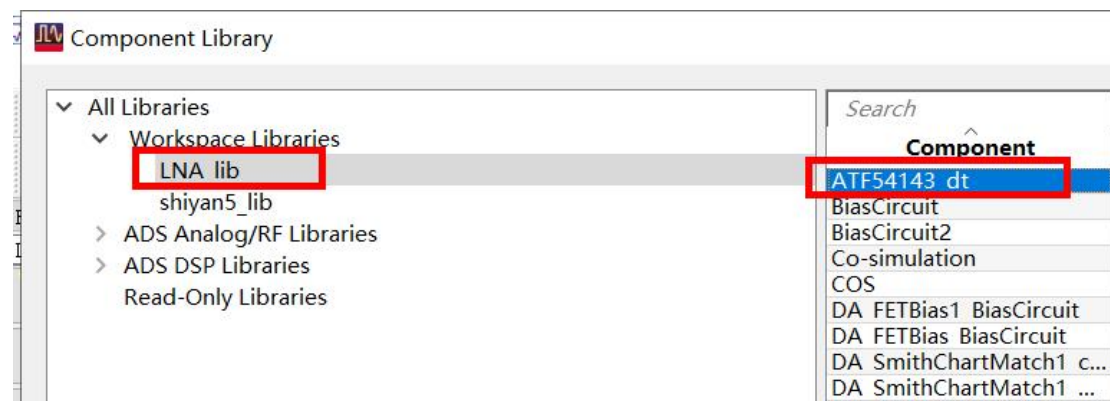 Component Library
All Libraries
Workspace Libraries
LNA_lib
shiyan5_lib
ADS Analog/RF Libraries
ADS DSP Libraries
Read-Only Libraries
Search
Component
ATF54143_dt
BiasCircuit
BiasCircuit2
Co-simulation
COS
DA_FETBias1_BiasCircuit
DA_FETBias_BiasCircuit
DA_SmithChartMatch1_c...
DA_SmithChartMatch1_...